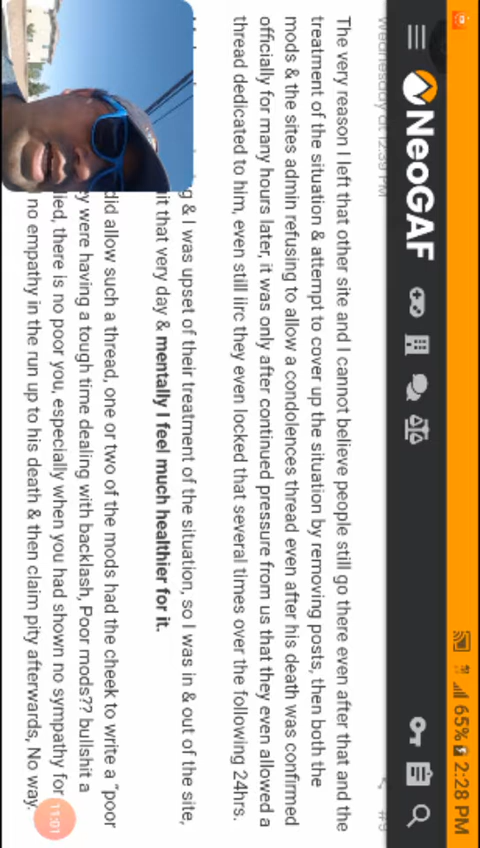 65% 2:28 PM
NeoGAF
Wednesday at 12:39 PM
The very reason I left that other site and I cannot believe people still go there even after that and the
treatment of the situation & attempt to cover up the situation by removing posts, then both the
mods & the sites admin refusing to allow a condolences thread even after his death was confirmed
officially for many hours later, it was only after continued pressure from us that they even allowed a
thread dedicated to him, even still iirc they even locked that several times over the following 24hrs.
g & I was upset of their treatment of the situation, so I was in & out of the site,
it that very day & mentally I feel much healthier for it.
did allow such a thread, one or two of the mods had the cheek to write a "poor
ey were having a tough time dealing with backlash, Poor mods?? bullshit a
ied, there is no poor you, especially when you had shown no sympathy for
no empathy in the run up to his death & then claim pity afterwards, No way.
11:01